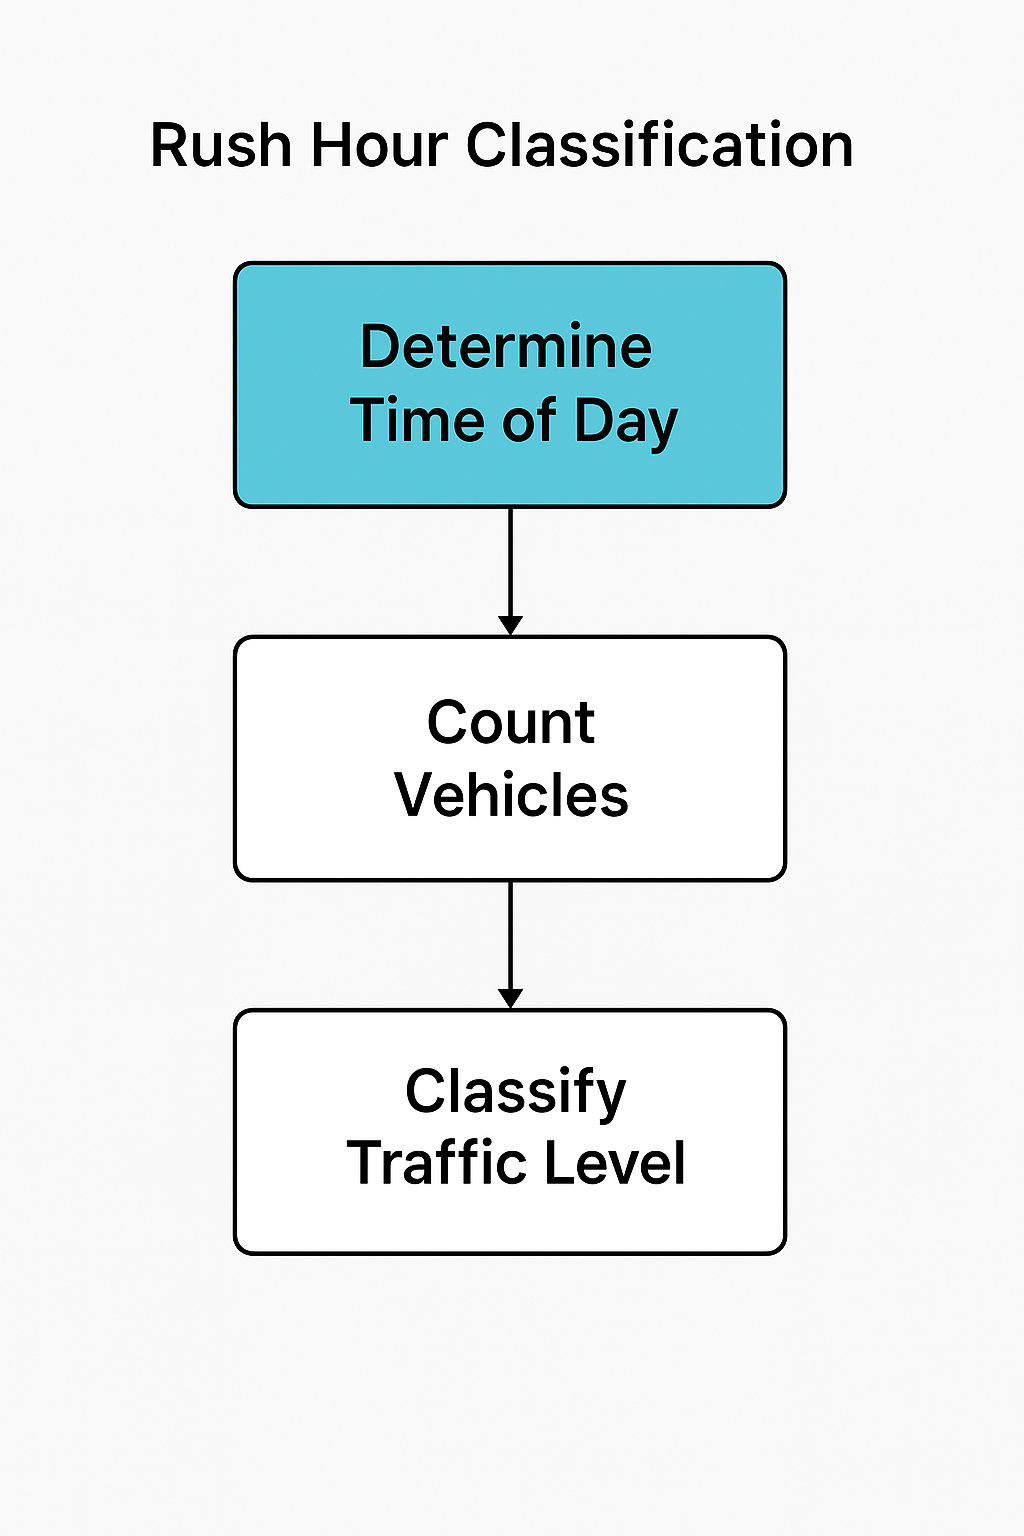 Rush Hour Classification
Determine
Time of Day
Count
Vehicles
Classify
Traffic Level